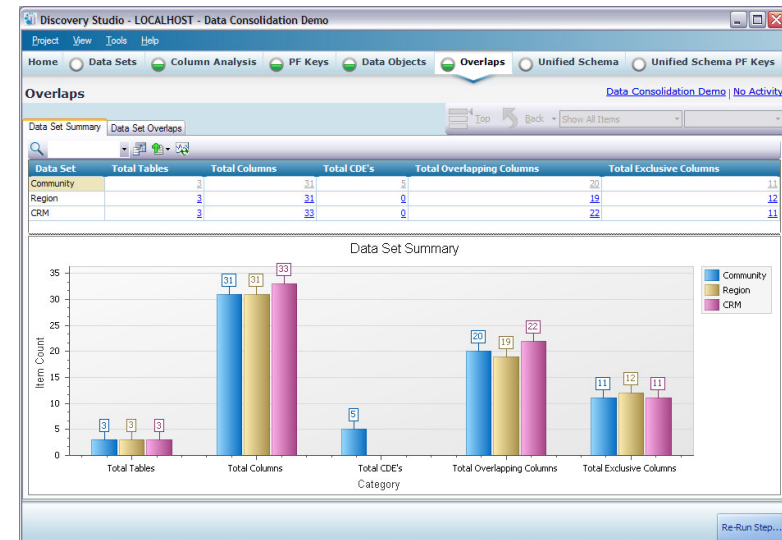 Discovery Studio - LOCALHOST - Data Consolidation Demo
Project View Tools Help
Home Data Sets Column Analysis PF Keys Data Objects Overlaps Unified Schema Unified Schema PF Keys
Overlaps Data Consolidation Demo | No Activity
Top Back Show All Items
Data Set Summary Data Set Overlaps
Data Set Total Tables Total Columns Total CDE's Total Overlapping Columns Total Exclusive Columns
Community 3 31 5 20 11
Region 3 31 0 19 12
CRM 3 33 0 22 11
Data Set Summary
Item Count
35
30
25
20
15
10
5
0
3 3 3 31 31 33 5 20 19 22 11 12 11
Total Tables Total Columns Total CDE's Total Overlapping Columns Total Exclusive Columns
Category
Community
Region
CRM
Re-Run Step...